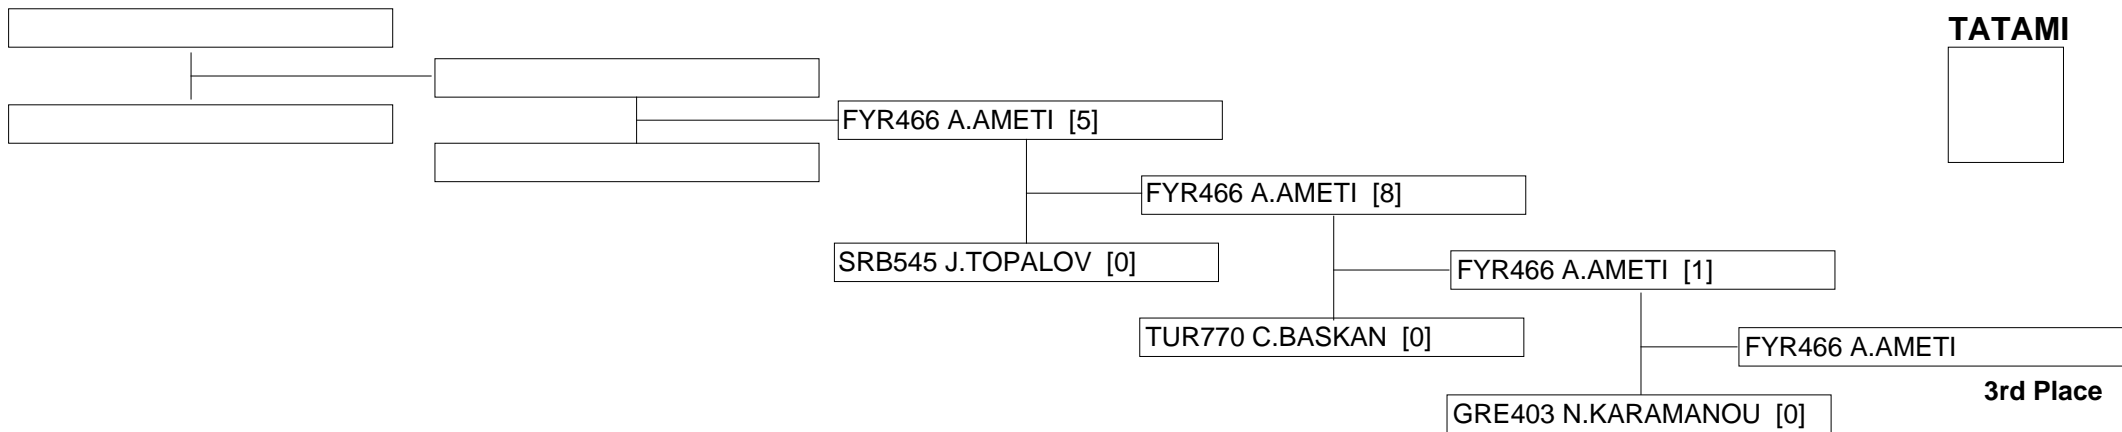 TATAMI
FYR466 A.AMETI [5]
FYR466 A.AMETI [8]
SRB545 J.TOPALOV [0]
FYR466 A.AMETI [1]
TUR770 C.BASKAN [0]
FYR466 A.AMETI
3rd Place
GRE403 N.KARAMANOU [0]